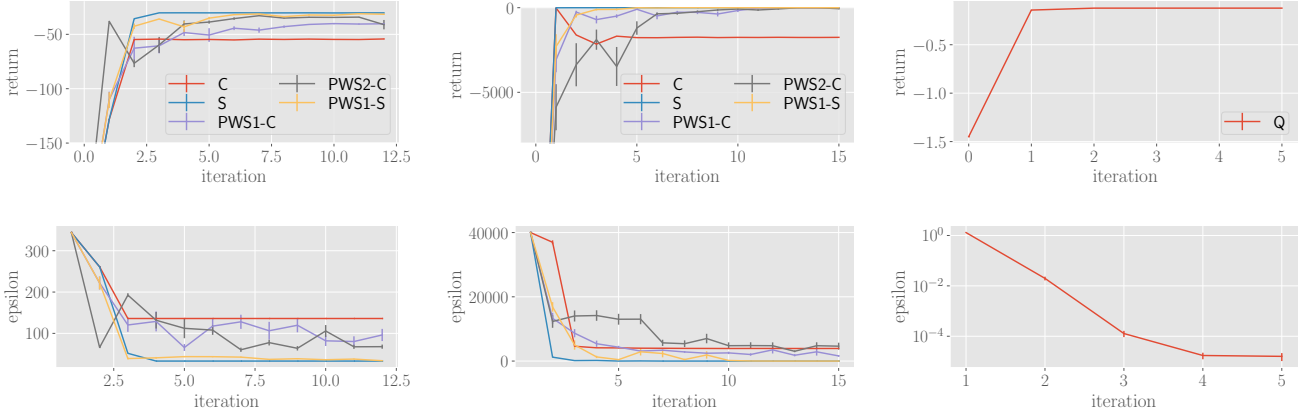 −50
−100
−150
return
0.0 2.5 5.0 7.5 10.0 12.5
iteration
C
S
PWS1-C
PWS2-C
PWS1-S
0
−5000
return
0 5 10 15
iteration
C
S
PWS1-C
PWS2-C
PWS1-S
−0.5
−1.0
−1.5
return
0 1 2 3 4 5
iteration
Q
300
200
100
epsilon
2.5 5.0 7.5 10.0 12.5
iteration
40000
20000
0
epsilon
5 10 15
iteration
10⁰
10⁻²
10⁻⁴
epsilon
1 2 3 4 5
iteration